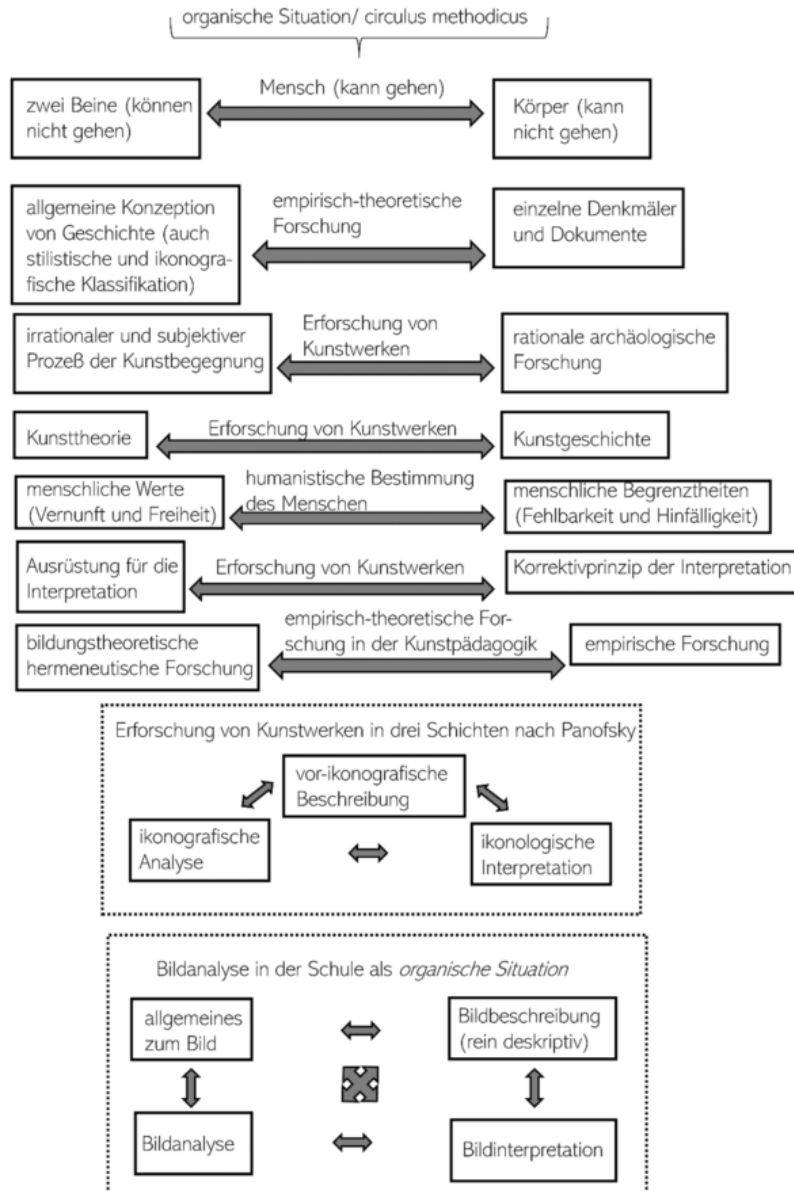 organische Situation/ circulus methodicus
zwei Beine (können
nicht gehen)
Mensch (kann gehen)
Körper (kann
nicht gehen)
allgemeine Konzeption
von Geschichte (auch
stilistische und ikonogra-
fische Klassifikation)
empirisch-theoretische
Forschung
einzelne Denkmäler
und Dokumente
irrationaler und subjektiver
Prozeß der Kunstbegegnung
Erforschung von
Kunstwerken
rationale archäologische
Forschung
Kunsttheorie
Erforschung von Kunstwerken
Kunstgeschichte
menschliche Werte
(Vernunft und Freiheit)
humanistische Bestimmung
des Menschen
menschliche Begrenztheiten
(Fehlbarkeit und Hinfälligkeit)
Ausrüstung für die
Interpretation
Erforschung von Kunstwerken
Korrektivprinzip der Interpretation
bildungstheoretische
hermeneutische Forschung
empirisch-theoretische For-
schung in der Kunstpädagogik
empirische Forschung
Erforschung von Kunstwerken in drei Schichten nach Panofsky
vor-ikonografische
Beschreibung
ikonografische
Analyse
ikonologische
Interpretation
Bildanalyse in der Schule als organische Situation
allgemeines
zum Bild
Bildbeschreibung
(rein deskriptiv)
Bildanalyse
Bildinterpretation